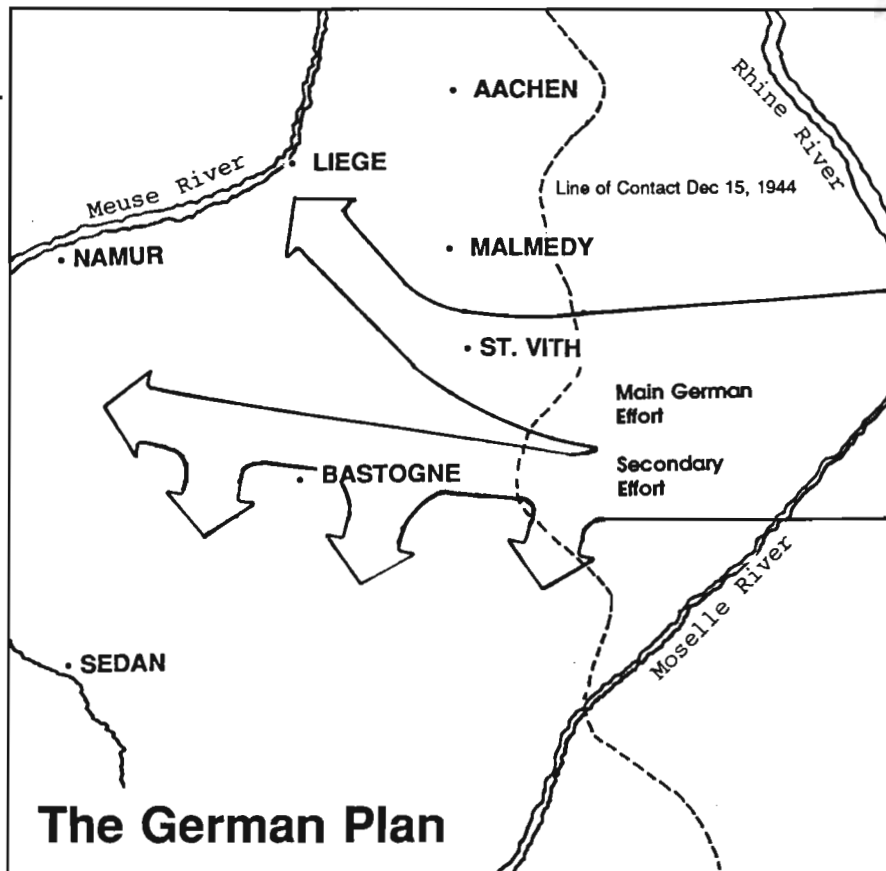 AACHEN
Rhine River
LIEGE
Line of Contact Dec 15, 1944
Meuse River
MALMEDY
NAMUR
ST. VITH
Main German
Effort
Secondary
Effort
BASTOGNE
Moselle River
SEDAN
The German Plan